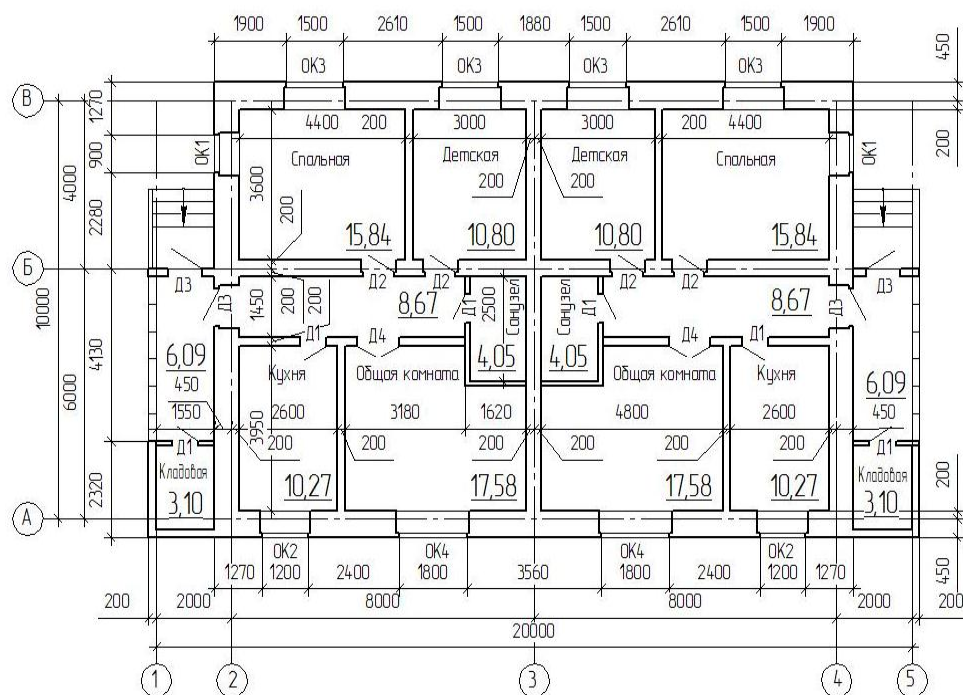 1900 1500 2610 1500 1880 1500 2610 1500 1900
450
ОК3 ОК3 ОК3 ОК3
В
1270
900
2280
4000
ОК1
4400 200 3000 3000 200 4400
Спальная Детская Детская Спальная
200 200
ОК1
200
3600
200
15,84 10,80 10,80 15,84
Б
Д3 Д3 Д2 Д2 Д2 Д2 Д3 Д3
10000
1450
200
200
8,67 Д1 2500 Санузел Санузел Д1 8,67
Д1 Д4 Д4 Д1
4,05 4,05
6,09 Кухня Общая комната Общая комната Кухня 6,09
6000
4130
450 450
1550 2600 3180 1620 4800 2600
3950
200 200 200 200 200 200
Д1 Д1
Кладовая Кладовая
3,10 10,27 17,58 17,58 10,27 3,10
2320
200
А
ОК2 ОК4 ОК4 ОК2
1270 1200 2400 1800 3560 1800 2400 1200 1270
450
200 2000 8000 8000 2000 200
20000
1 2 3 4 5